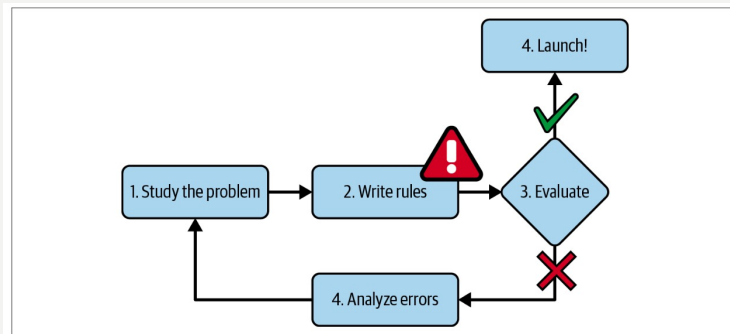 4. Launch!
1. Study the problem
2. Write rules
3. Evaluate
4. Analyze errors